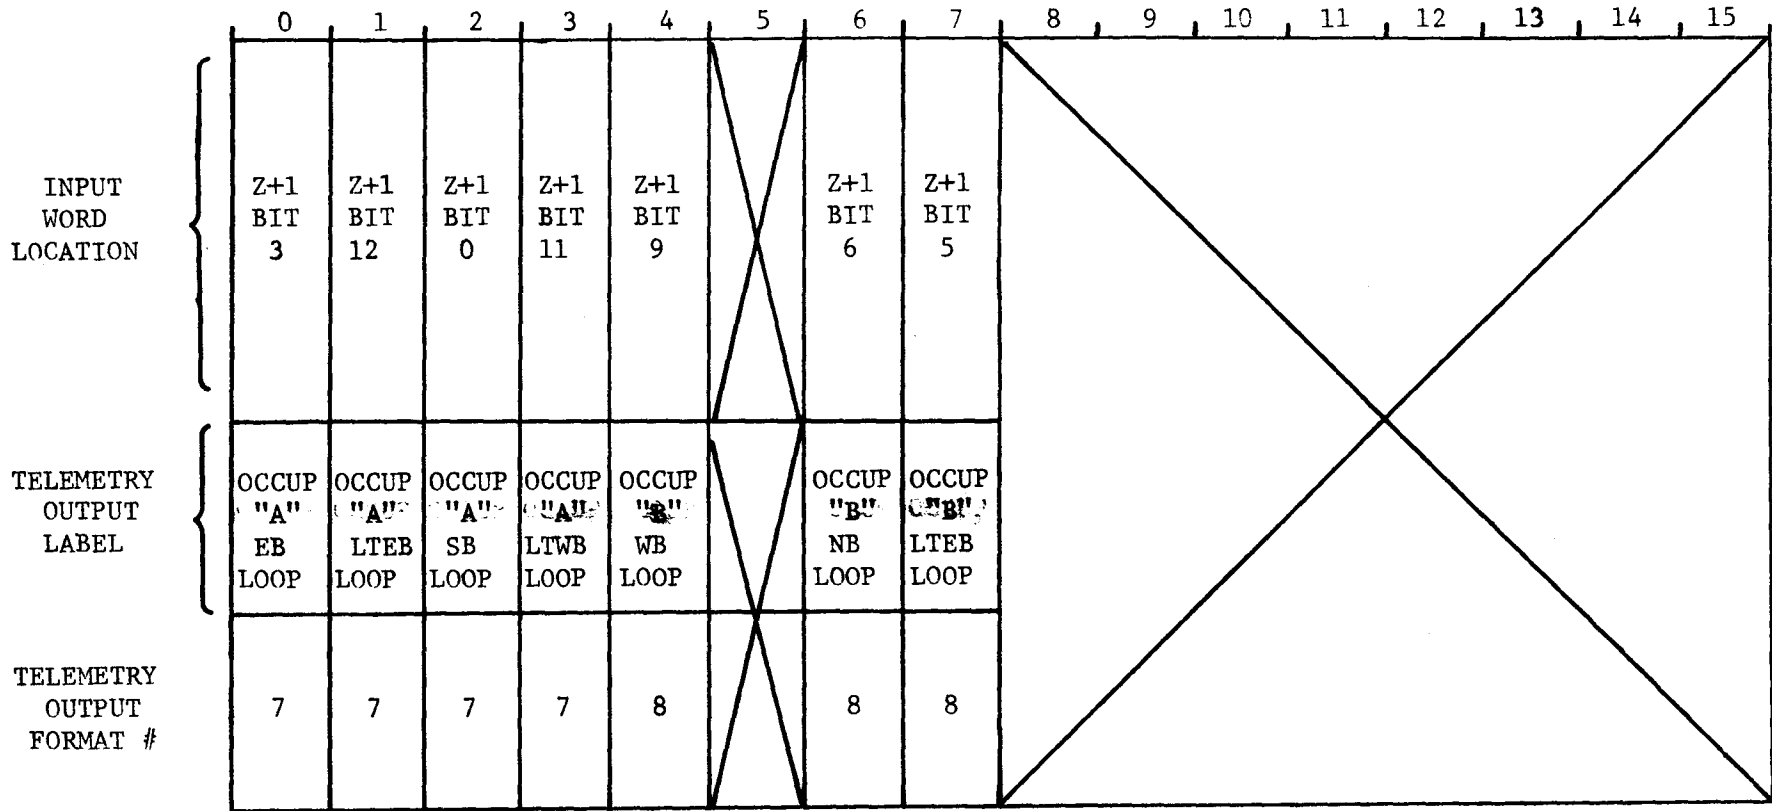 0 1 2 3 4 5 6 7 8 9 10 11 12 13 14 15
INPUT WORD LOCATION
Z+1 BIT 3
Z+1 BIT 12
Z+1 BIT 0
Z+1 BIT 11
Z+1 BIT 9
Z+1 BIT 6
Z+1 BIT 5
TELEMETRY OUTPUT LABEL
OCCUP "A" EB LOOP
OCCUP "A" LTEB LOOP
OCCUP "A" SB LOOP
OCCUP "A" LTWB LOOP
OCCUP "B" WB LOOP
OCCUP "B" NB LOOP
OCCUP "B" LTEB LOOP
TELEMETRY OUTPUT FORMAT #
7 7 7 7 8 8 8